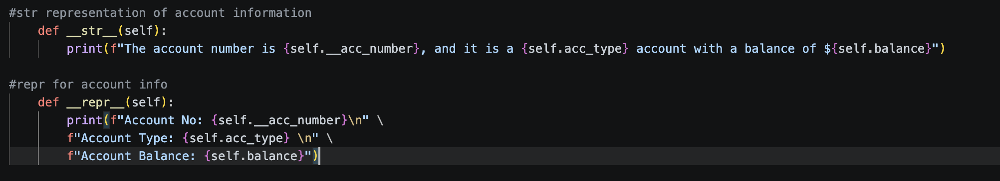 #str representation of account information
def __str__(self):
print(f"The account number is {self.__acc_number}, and it is a {self.acc_type} account with a balance of ${self.balance}")
#repr for account info
def __repr__(self):
print(f"Account No: {self.__acc_number}\n" \
f"Account Type: {self.acc_type} \n" \
f"Account Balance: {self.balance}")